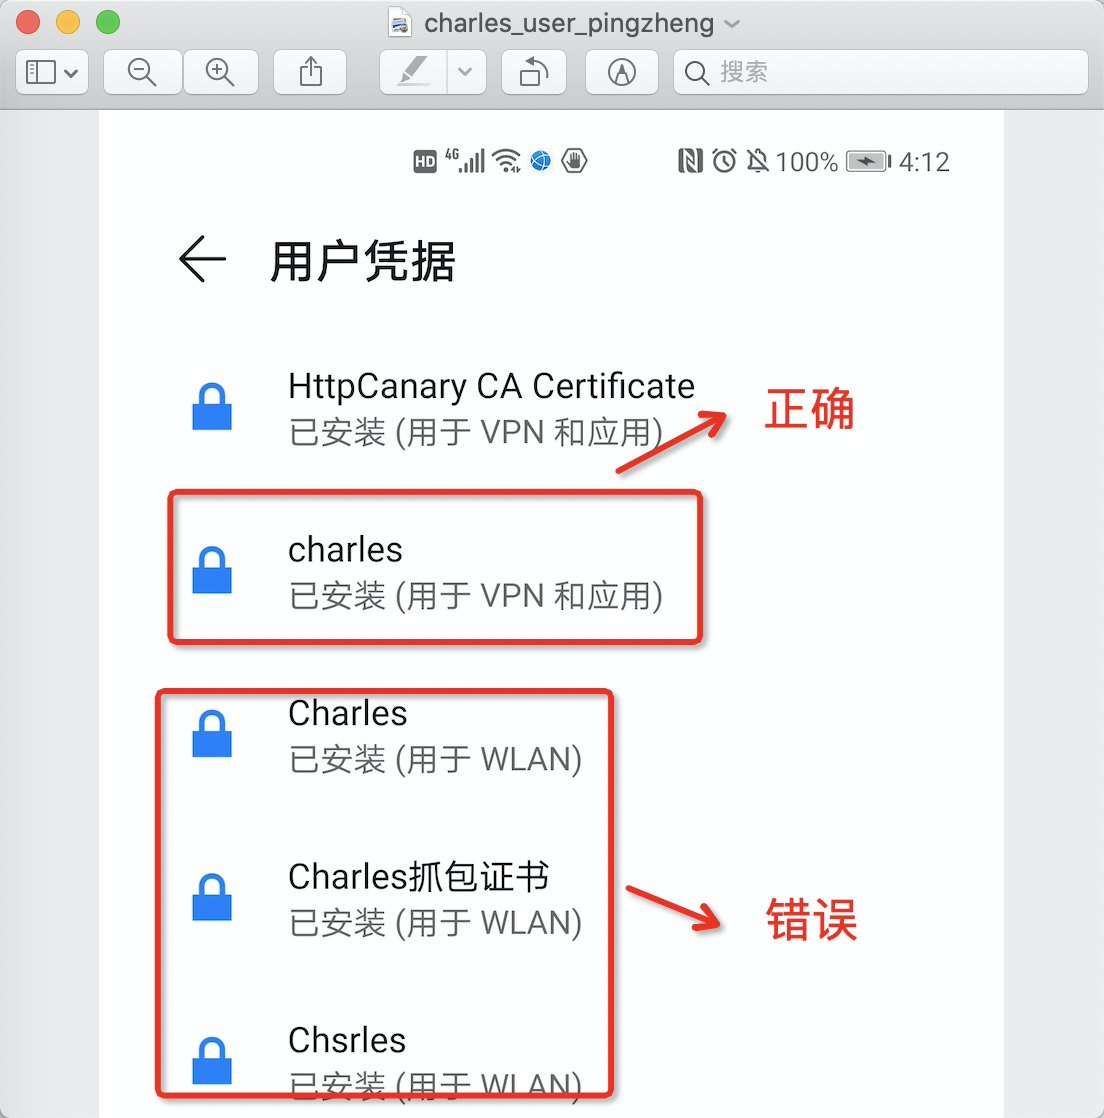 charles_user_pingzheng
搜索
HD 4G 100% 4:12
用户凭据
HttpCanary CA Certificate
已安装 (用于 VPN 和应用)
正确
charles
已安装 (用于 VPN 和应用)
Charles
已安装 (用于 WLAN)
Charles抓包证书
已安装 (用于 WLAN)
错误
Chsrles
已安装 (用于 WLAN)